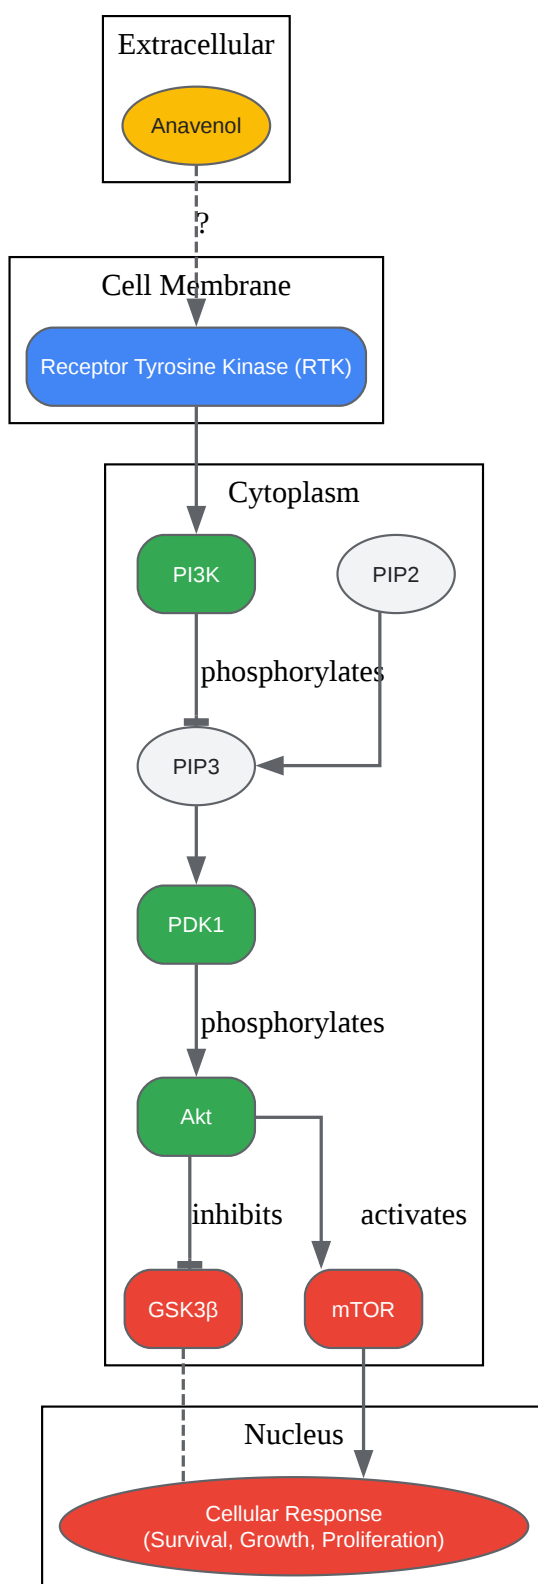 Extracellular
Anavenol
?
Cell Membrane
Receptor Tyrosine Kinase (RTK)
Cytoplasm
PI3K
PIP2
phosphorylates
PIP3
PDK1
phosphorylates
Akt
inhibits
activates
GSK3β
mTOR
Nucleus
Cellular Response
(Survival, Growth, Proliferation)